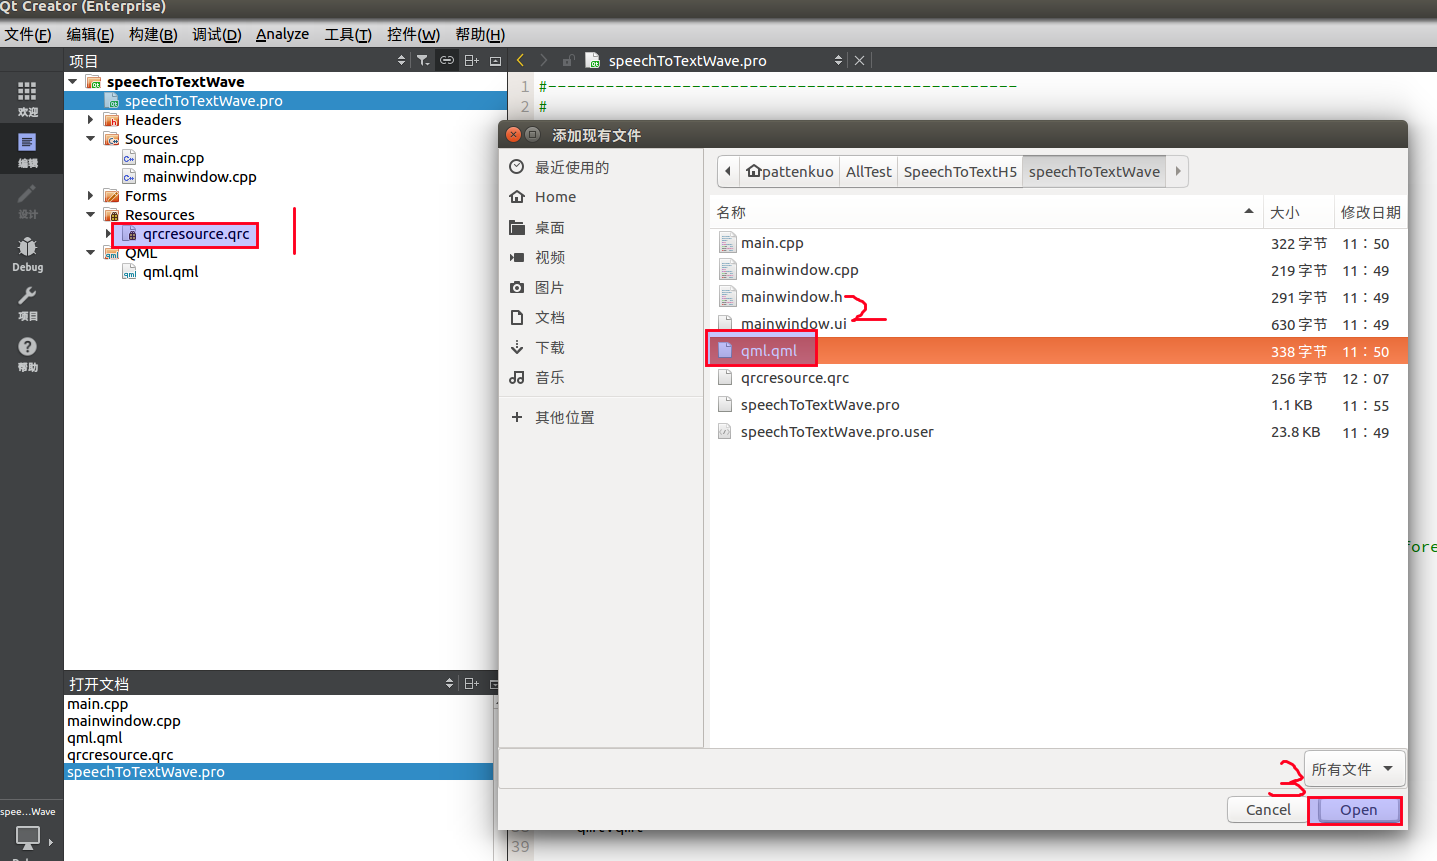 Qt Creator (Enterprise)
文件(F) 编辑(E) 构建(B) 调试(D) Analyze 工具(T) 控件(W) 帮助(H)
项目
speechToTextWave.pro
欢迎
编辑
设计
Debug
项目
帮助
speechToTextWave
speechToTextWave.pro
Headers
Sources
main.cpp
mainwindow.cpp
Forms
Resources
qrcresource.qrc
QML
qml.qml
1 #-------------------------------------------------
2 #
添加现有文件
最近使用的
Home
桌面
视频
图片
文档
下载
音乐
其他位置
pattenkuo AllTest SpeechToTextH5 speechToTextWave
名称 大小 修改日期
main.cpp 322 字节 11：50
mainwindow.cpp 219 字节 11：49
mainwindow.h 291 字节 11：49
mainwindow.ui 630 字节 11：49
qml.qml 338 字节 11：50
qrcresource.qrc 256 字节 12：07
speechToTextWave.pro 1.1 KB 11：55
speechToTextWave.pro.user 23.8 KB 11：49
2
3
所有文件
Cancel Open
fore
39
打开文档
main.cpp
mainwindow.cpp
qml.qml
qrcresource.qrc
speechToTextWave.pro
spee...Wave